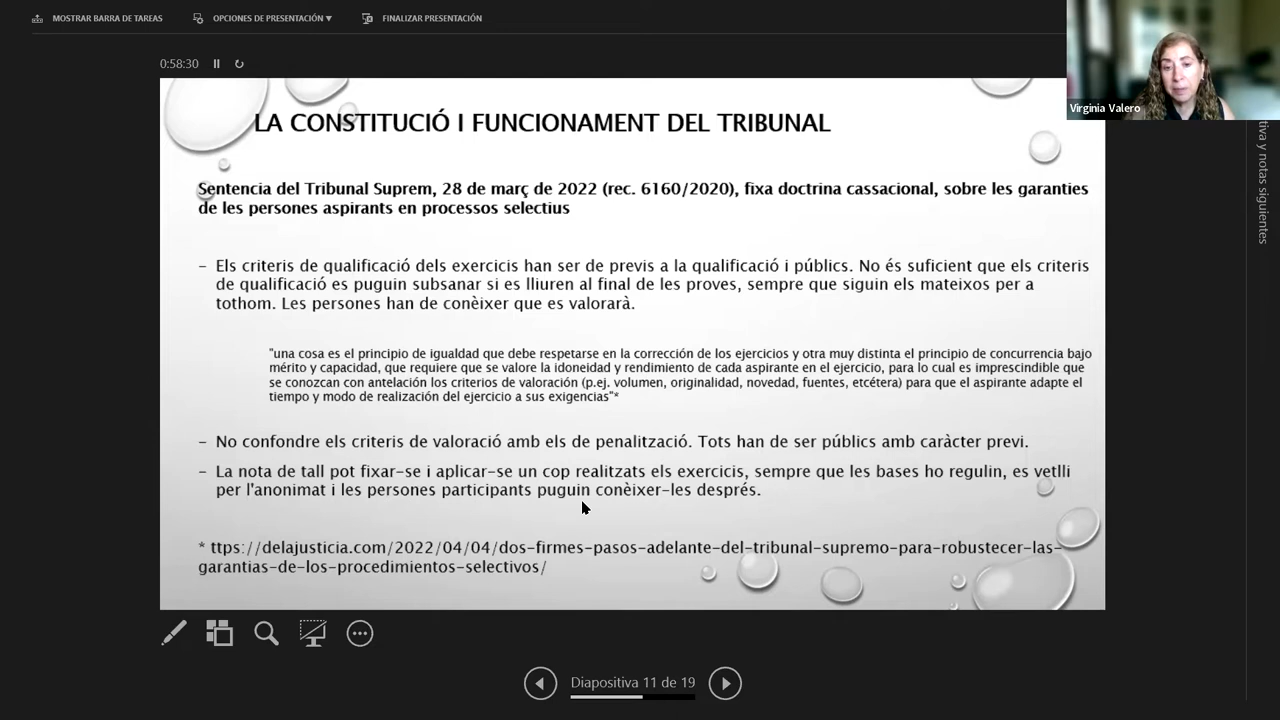 MOSTRAR BARRA DE TAREAS
OPCIONES DE PRESENTACIÓN ▼
FINALIZAR PRESENTACIÓN
0:58:30
Virginia Valero
LA CONSTITUCIÓ I FUNCIONAMENT DEL TRIBUNAL
Sentencia del Tribunal Suprem, 28 de març de 2022 (rec. 6160/2020), fixa doctrina cassacional, sobre les garanties
de les persones aspirants en processos selectius
– Els criteris de qualificació dels exercicis han ser de previs a la qualificació i públics. No és suficient que els criteris
de qualificació es puguin subsanar si es lliuren al final de les proves, sempre que siguin els mateixos per a
tothom. Les persones han de conèixer que es valorarà.
"una cosa es el principio de igualdad que debe respetarse en la corrección de los ejercicios y otra muy distinta el principio de concurrencia bajo
mérito y capacidad, que requiere que se valore la idoneidad y rendimiento de cada aspirante en el ejercicio, para lo cual es imprescindible que
se conozcan con antelación los criterios de valoración (p.ej. volumen, originalidad, novedad, fuentes, etcétera) para que el aspirante adapte el
tiempo y modo de realización del ejercicio a sus exigencias"*
– No confondre els criteris de valoració amb els de penalització. Tots han de ser públics amb caràcter previ.
– La nota de tall pot fixar-se i aplicar-se un cop realitzats els exercicis, sempre que les bases ho regulin, es vetlli
per l'anonimat i les persones participants puguin conèixer-les després.
* ttps://delajusticia.com/2022/04/04/dos-firmes-pasos-adelante-del-tribunal-supremo-para-robustecer-las-
garantias-de-los-procedimientos-selectivos/
Diapositiva 11 de 19
tiva y notas siguientes